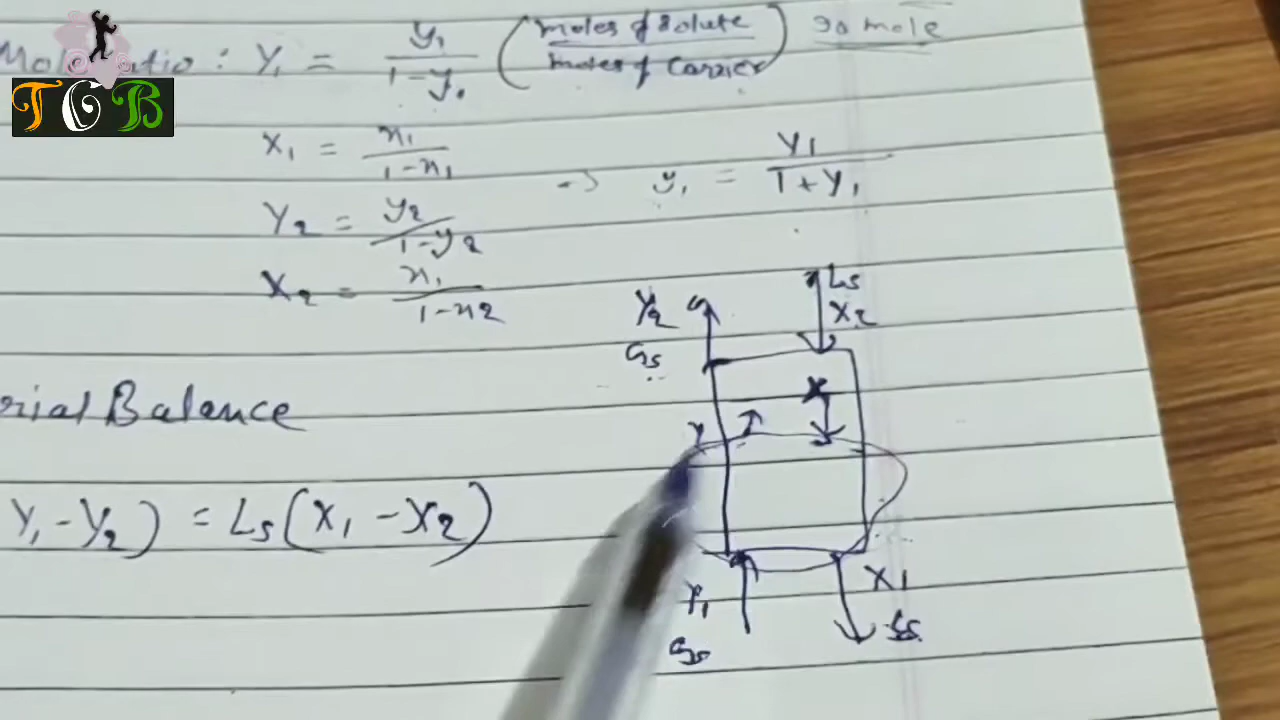 Mole ratio : Y₁ = y₁ / 1-y₁ (moles of solute / moles of carrier)
TGB
X₁ = x₁ / 1-x₁
→ y₁ = Y₁ / 1+Y₁
Y₂ = y₂ / 1-y₂
X₂ = x₁ / 1-x₂
Ls
Y₂ X₂
Gs
X
rial Balance
Y
Y₁ - Y₂) = Ls(X₁ - X₂)
X₁
Y₁
Ls
Gs